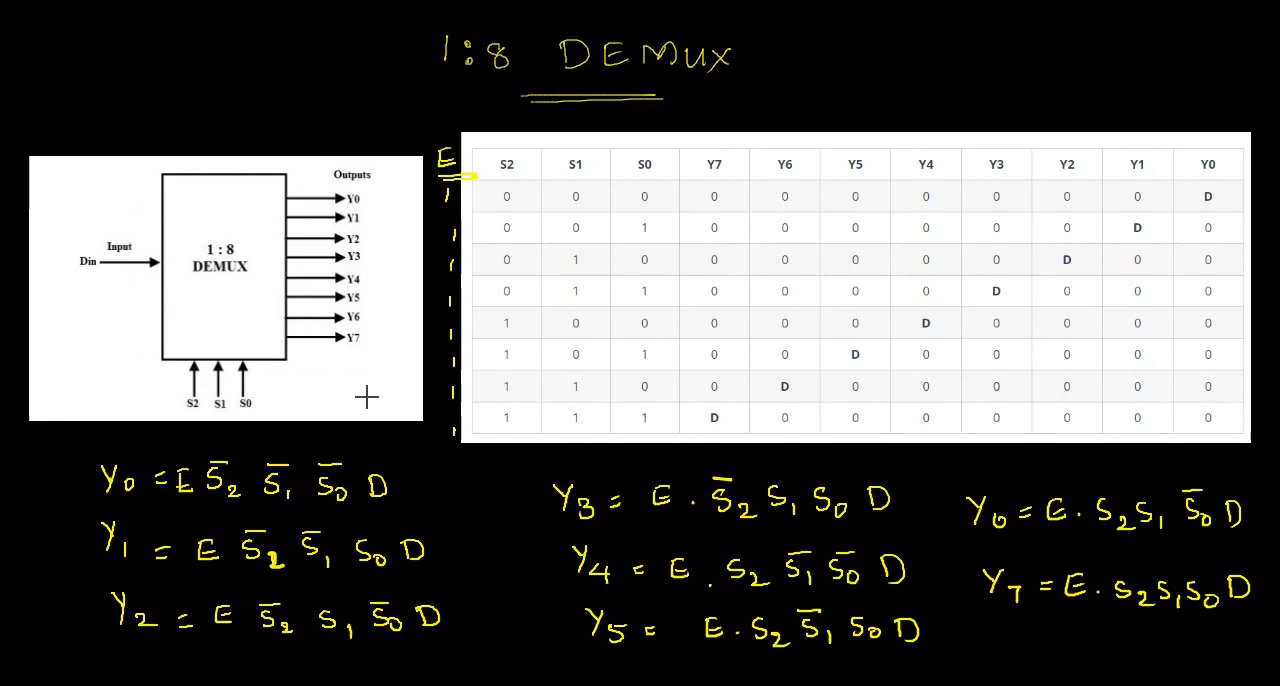 1:8 DEMUX
Outputs
Y0
Y1
Input
Y2
1 : 8
Din
DEMUX
Y3
Y4
Y5
Y6
Y7
S2 S1 S0
E S2 S1 S0 Y7 Y6 Y5 Y4 Y3 Y2 Y1 Y0
1 0 0 0 0 0 0 0 0 0 0 D
1 0 0 1 0 0 0 0 0 0 D 0
1 0 1 0 0 0 0 0 0 D 0 0
1 0 1 1 0 0 0 0 D 0 0 0
1 1 0 0 0 0 0 D 0 0 0 0
1 1 0 1 0 0 D 0 0 0 0 0
1 1 1 0 0 D 0 0 0 0 0 0
1 1 1 1 D 0 0 0 0 0 0 0
Y0 = E S̅2 S̅1 S̅0 D
Y1 = E S̅2 S̅1 S0 D
Y2 = E S̅2 S1 S̅0 D
Y3 = E . S̅2 S1 S0 D
Y4 = E . S2 S̅1 S̅0 D
Y5 = E . S2 S̅1 S0 D
Y6 = E . S2 S1 S̅0 D
Y7 = E . S2 S1 S0 D